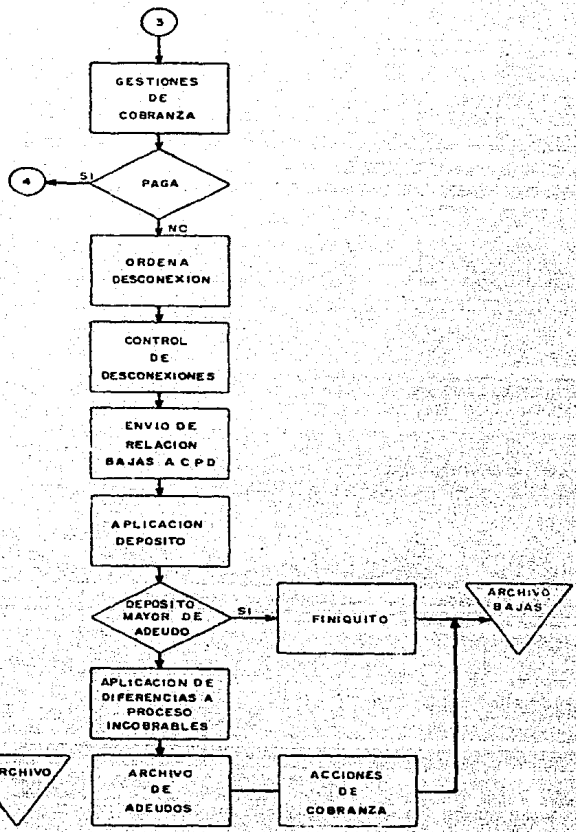 3
GESTIONES
DE
COBRANZA
4
SI
PAGA
NO
ORDENA
DESCONEXION
CONTROL
DE
DESCONEXIONES
ENVIO DE
RELACION
BAJAS A CPD
APLICACION
DEPOSITO
DEPOSITO
MAYOR DE
ADEUDO
SI
FINIQUITO
ARCHIVO
BAJAS
APLICACION DE
DIFERENCIAS A
PROCESO
INCOBRABLES
RCHIVO
ARCHIVO
DE
ADEUDOS
ACCIONES
DE
COBRANZA